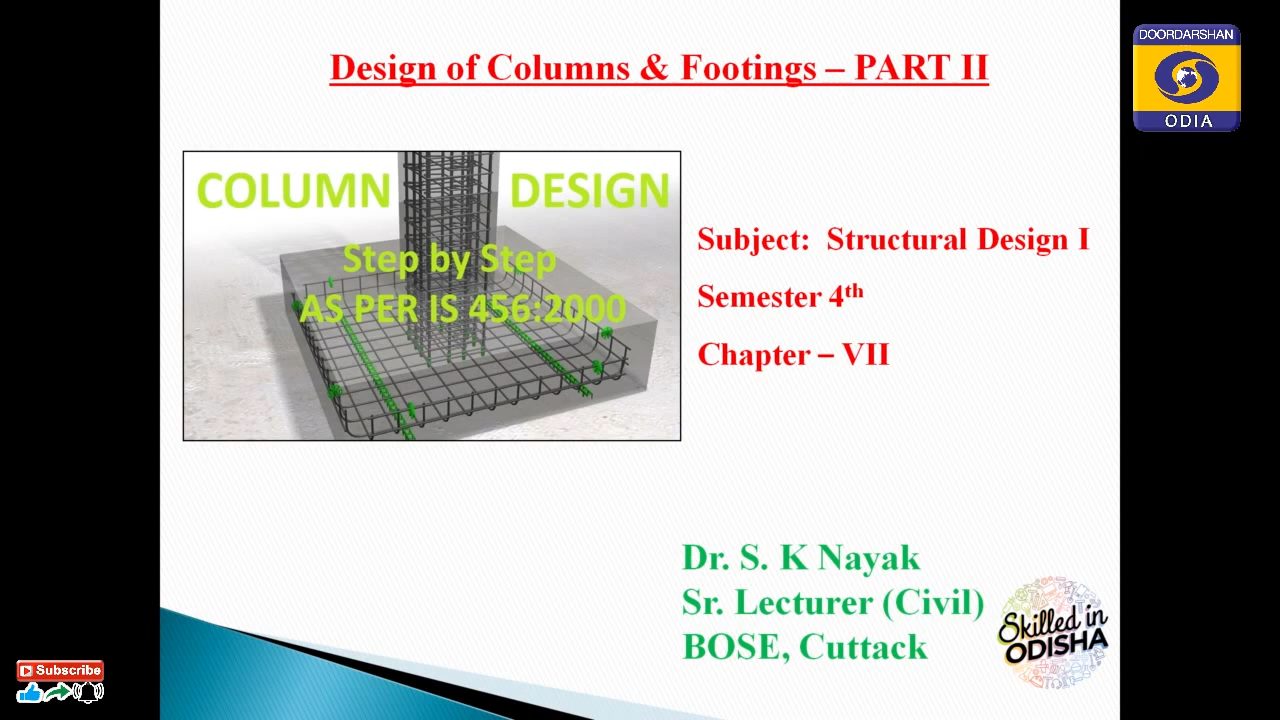 Design of Columns & Footings – PART II
DOORDARSHAN
ODIA
COLUMN DESIGN
Step by Step
AS PER IS 456:2000
Subject: Structural Design I
Semester 4th
Chapter – VII
Dr. S. K Nayak
Sr. Lecturer (Civil)
BOSE, Cuttack
Skilled in
ODISHA
Subscribe